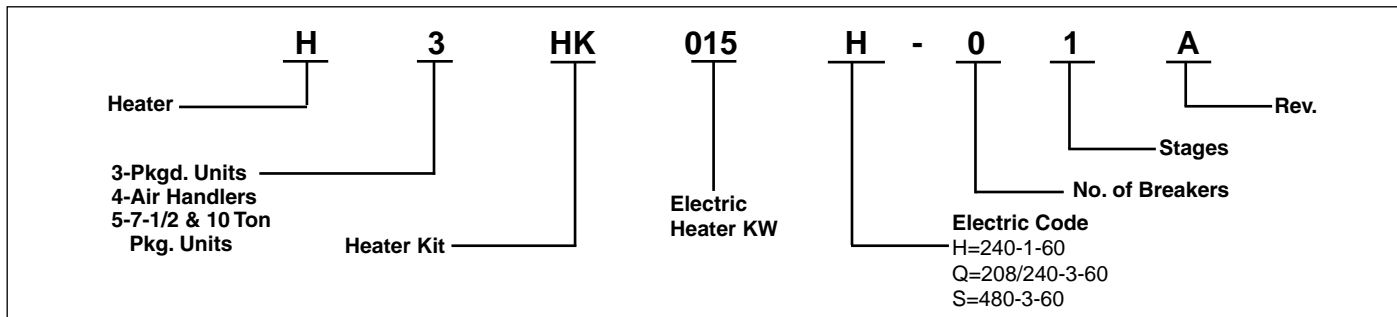 H 3 HK 015 H - 0 1 A
Heater
Rev.
Stages
3-Pkgd. Units
4-Air Handlers
5-7-1/2 & 10 Ton
Pkg. Units
No. of Breakers
Electric
Heater KW
Heater Kit
Electric Code
H=240-1-60
Q=208/240-3-60
S=480-3-60